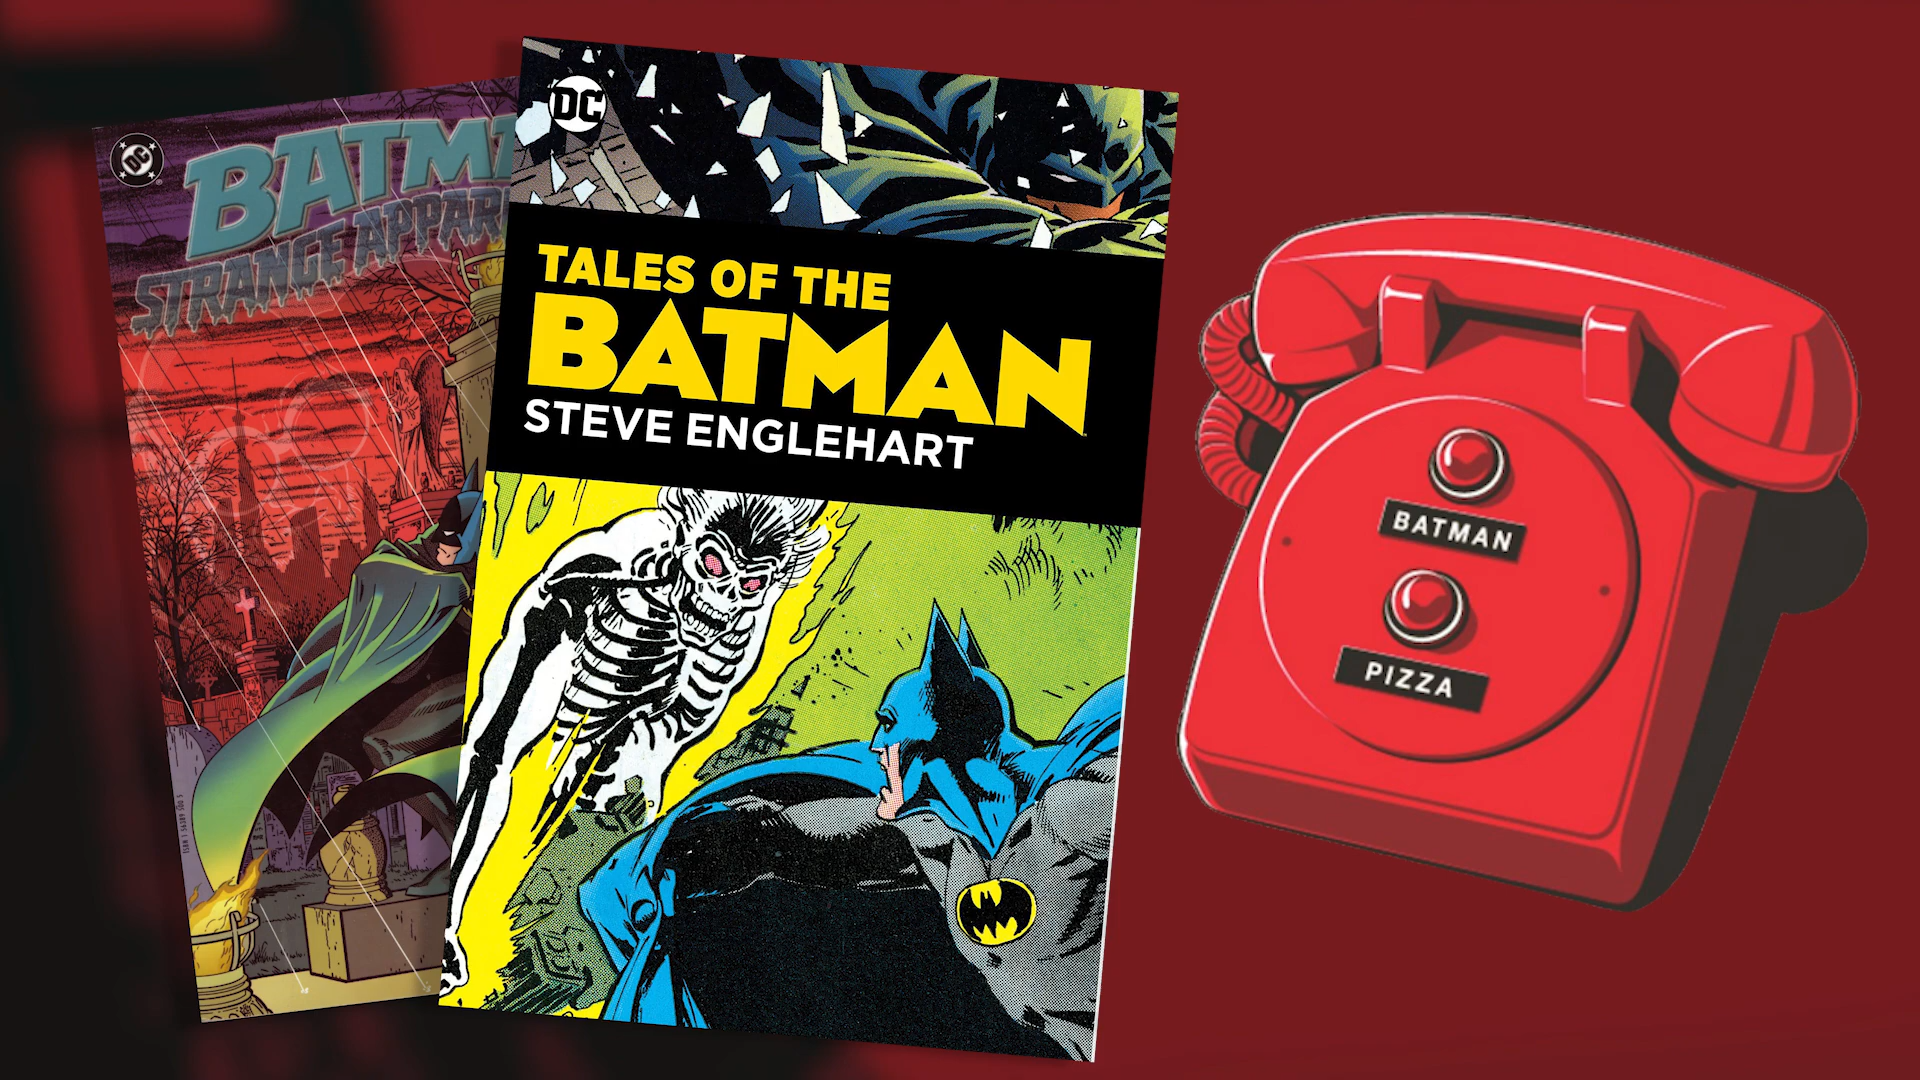 DC
BATM
STRANGE APPAR
DC
TALES OF THE
BATMAN
STEVE ENGLEHART
BATMAN
PIZZA